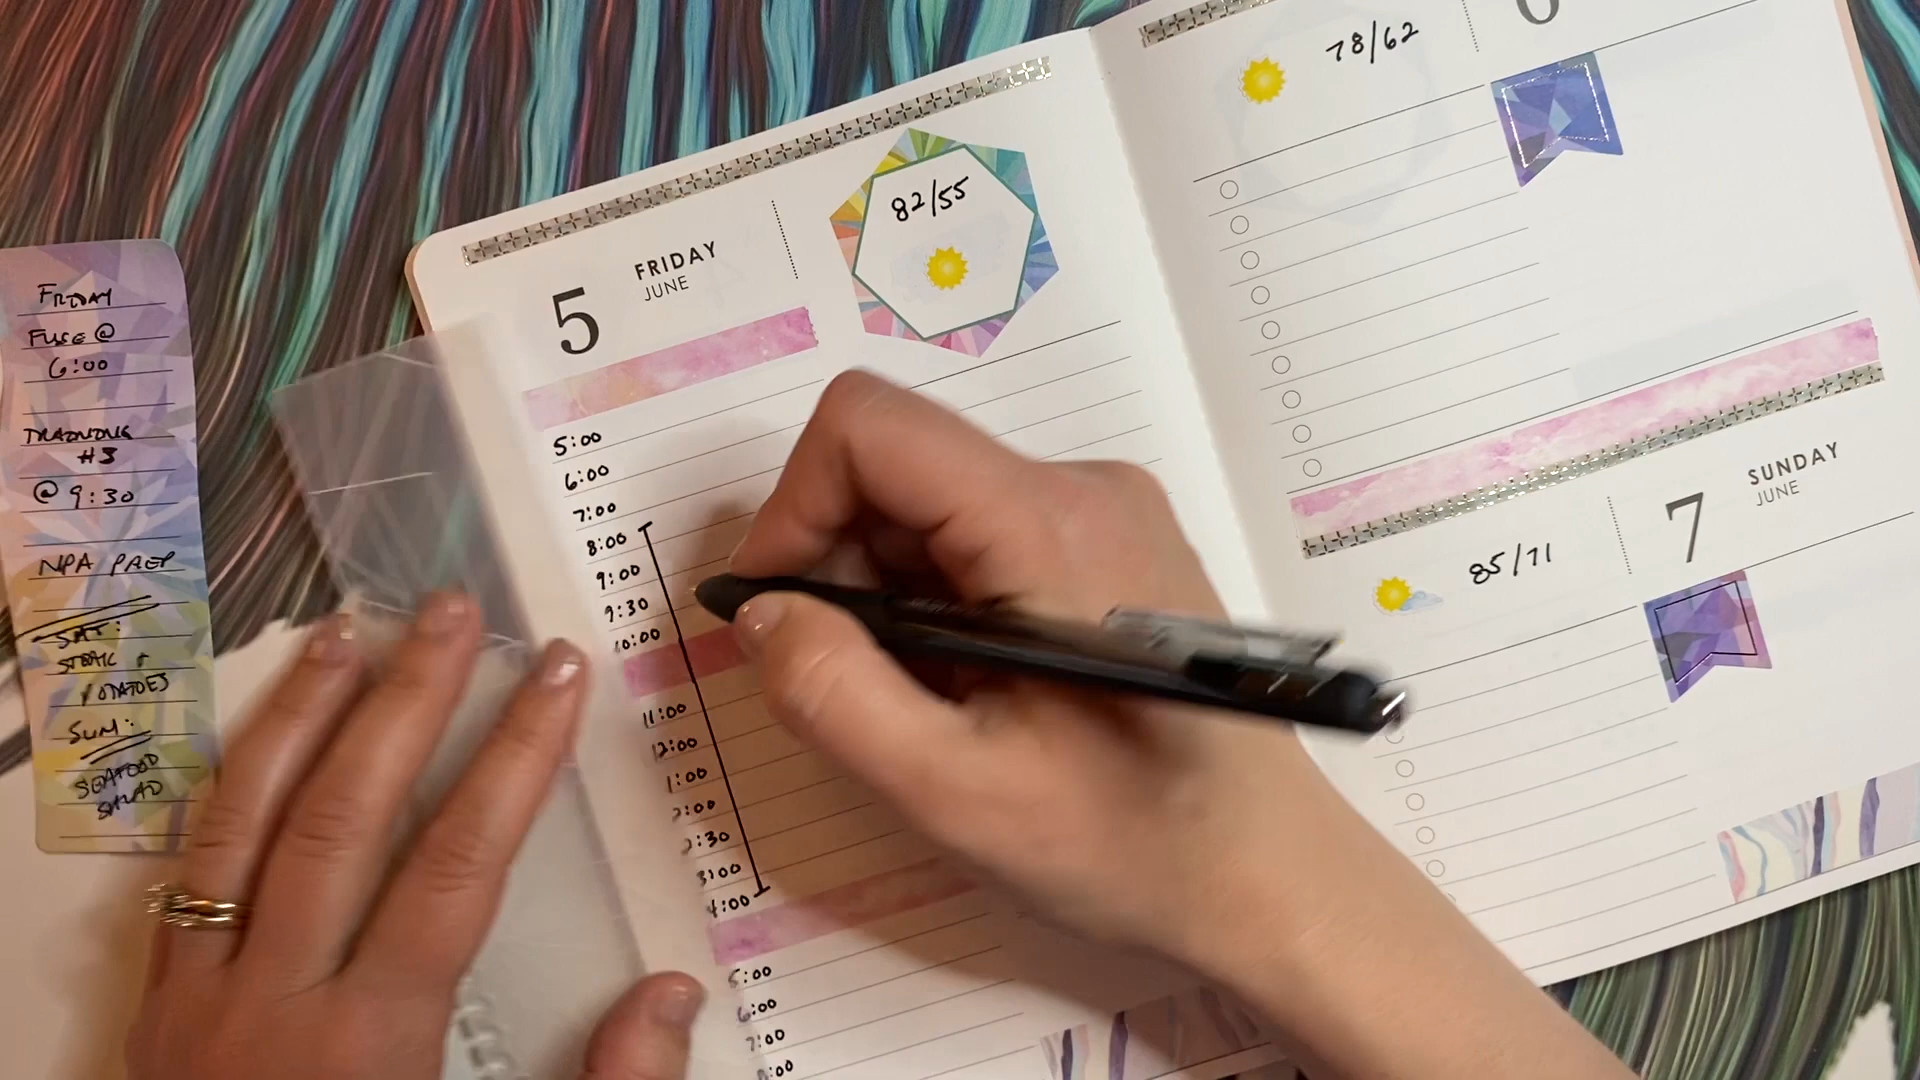 FRIDAY
FUSE @
6:00
TRAINING
#3
@ 9:30
NPA PREP
SAT:
STEAK +
POTATOES
SUN:
SEAFOOD
SALAD
5
FRIDAY
JUNE
82/55
5:00
6:00
7:00
8:00
9:00
9:30
10:00
11:00
12:00
1:00
2:00
2:30
3:00
4:00
5:00
6:00
7:00
8:00
78/62
6
SUNDAY
JUNE
7
85/71